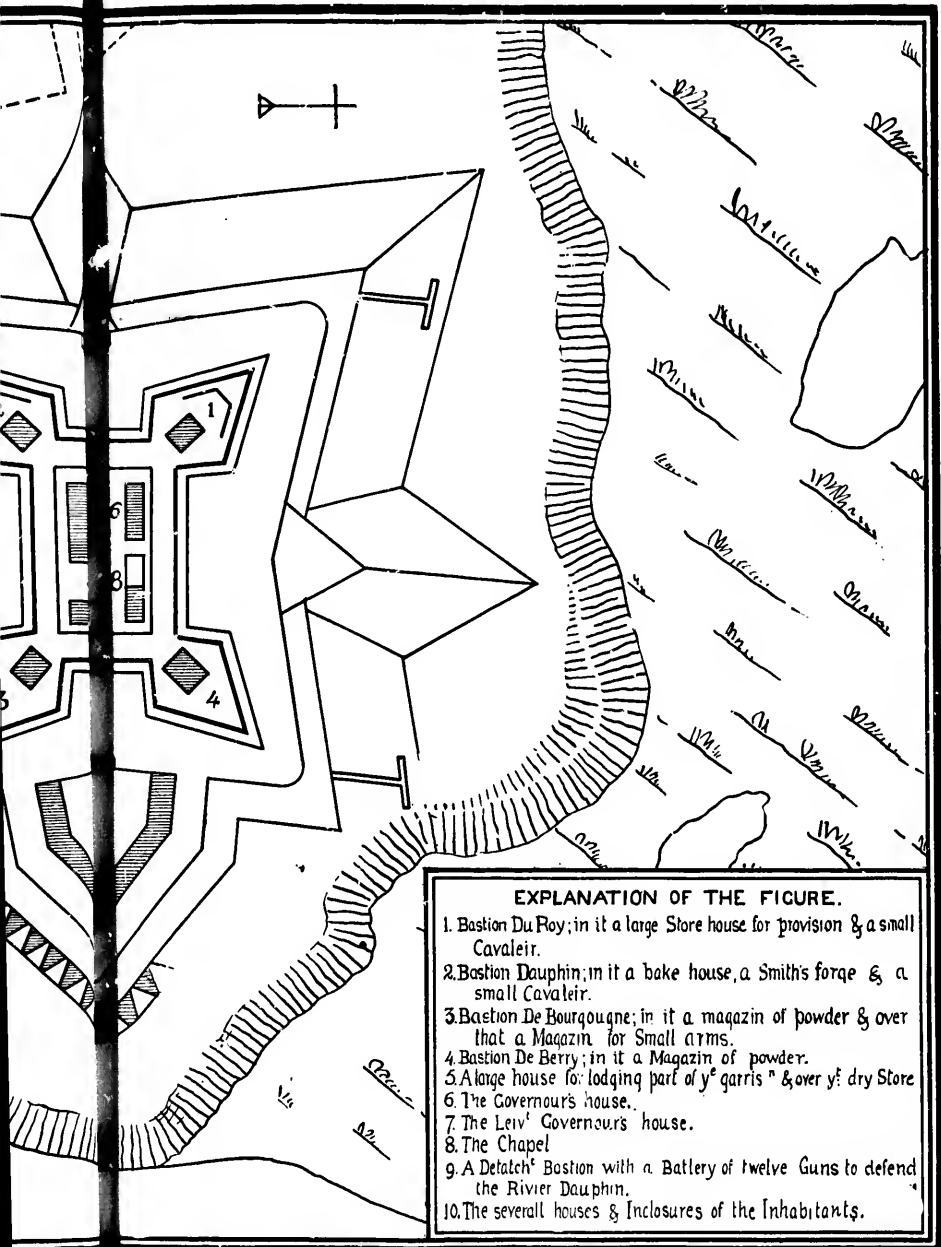 1
6
8
3
4
EXPLANATION OF THE FIGURE.
1. Bastion Du Roy; in it a large Store house for provision & a small
Cavaleir.
2. Bastion Dauphin; in it a bake house, a Smith's forge & a
small Cavaleir.
3. Bastion De Bourgougne; in it a magazin of powder & over
that a Magazin for Small arms.
4. Bastion De Berry; in it a Magazin of powder.
5. A large house for lodging part of yᵉ garrisⁿ & over yᵗ dry Store
6. The Governour's house.
7. The Leivᵗ Governour's house.
8. The Chapel
9. A Detatchᵗ Bastion with a Battery of twelve Guns to defend
the Rivier Dauphin.
10. The severall houses & Inclosures of the Inhabitants.